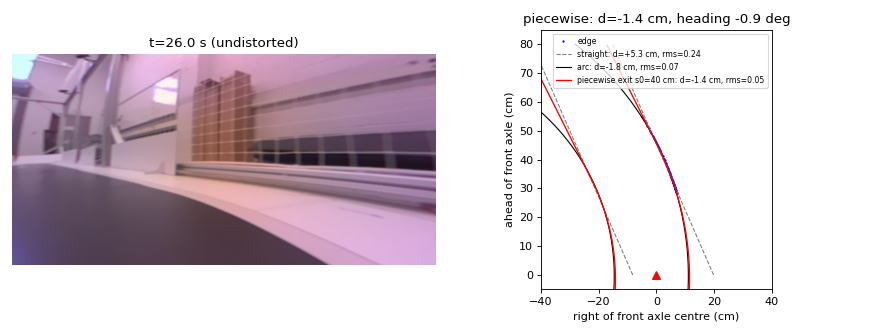 t=26.0 s (undistorted)
piecewise: d=-1.4 cm, heading -0.9 deg
edge
straight: d=+5.3 cm, rms=0.24
arc: d=-1.8 cm, rms=0.07
piecewise exit s0=40 cm: d=-1.4 cm, rms=0.05
ahead of front axle (cm)
80
70
60
50
40
30
20
10
0
−40
−20
0
20
40
right of front axle centre (cm)